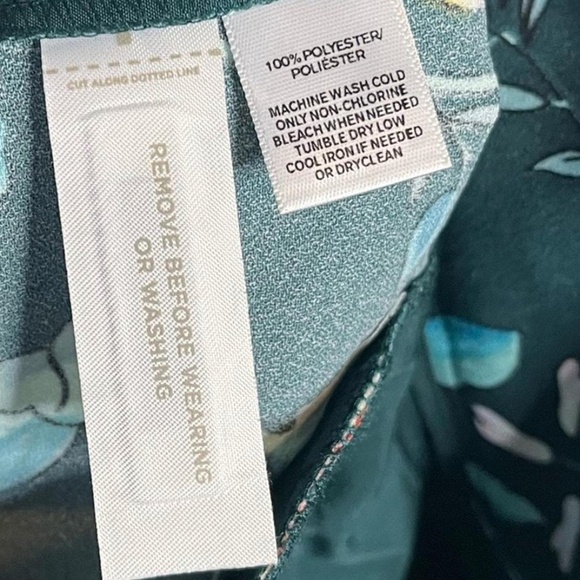 CUT ALONG DOTTED LINE
REMOVE BEFORE WEARING
OR WASHING
100% POLYESTER/
POLIÉSTER
MACHINE WASH COLD
ONLY NON-CHLORINE
BLEACH WHEN NEEDED
TUMBLE DRY LOW
COOL IRON IF NEEDED
OR DRYCLEAN